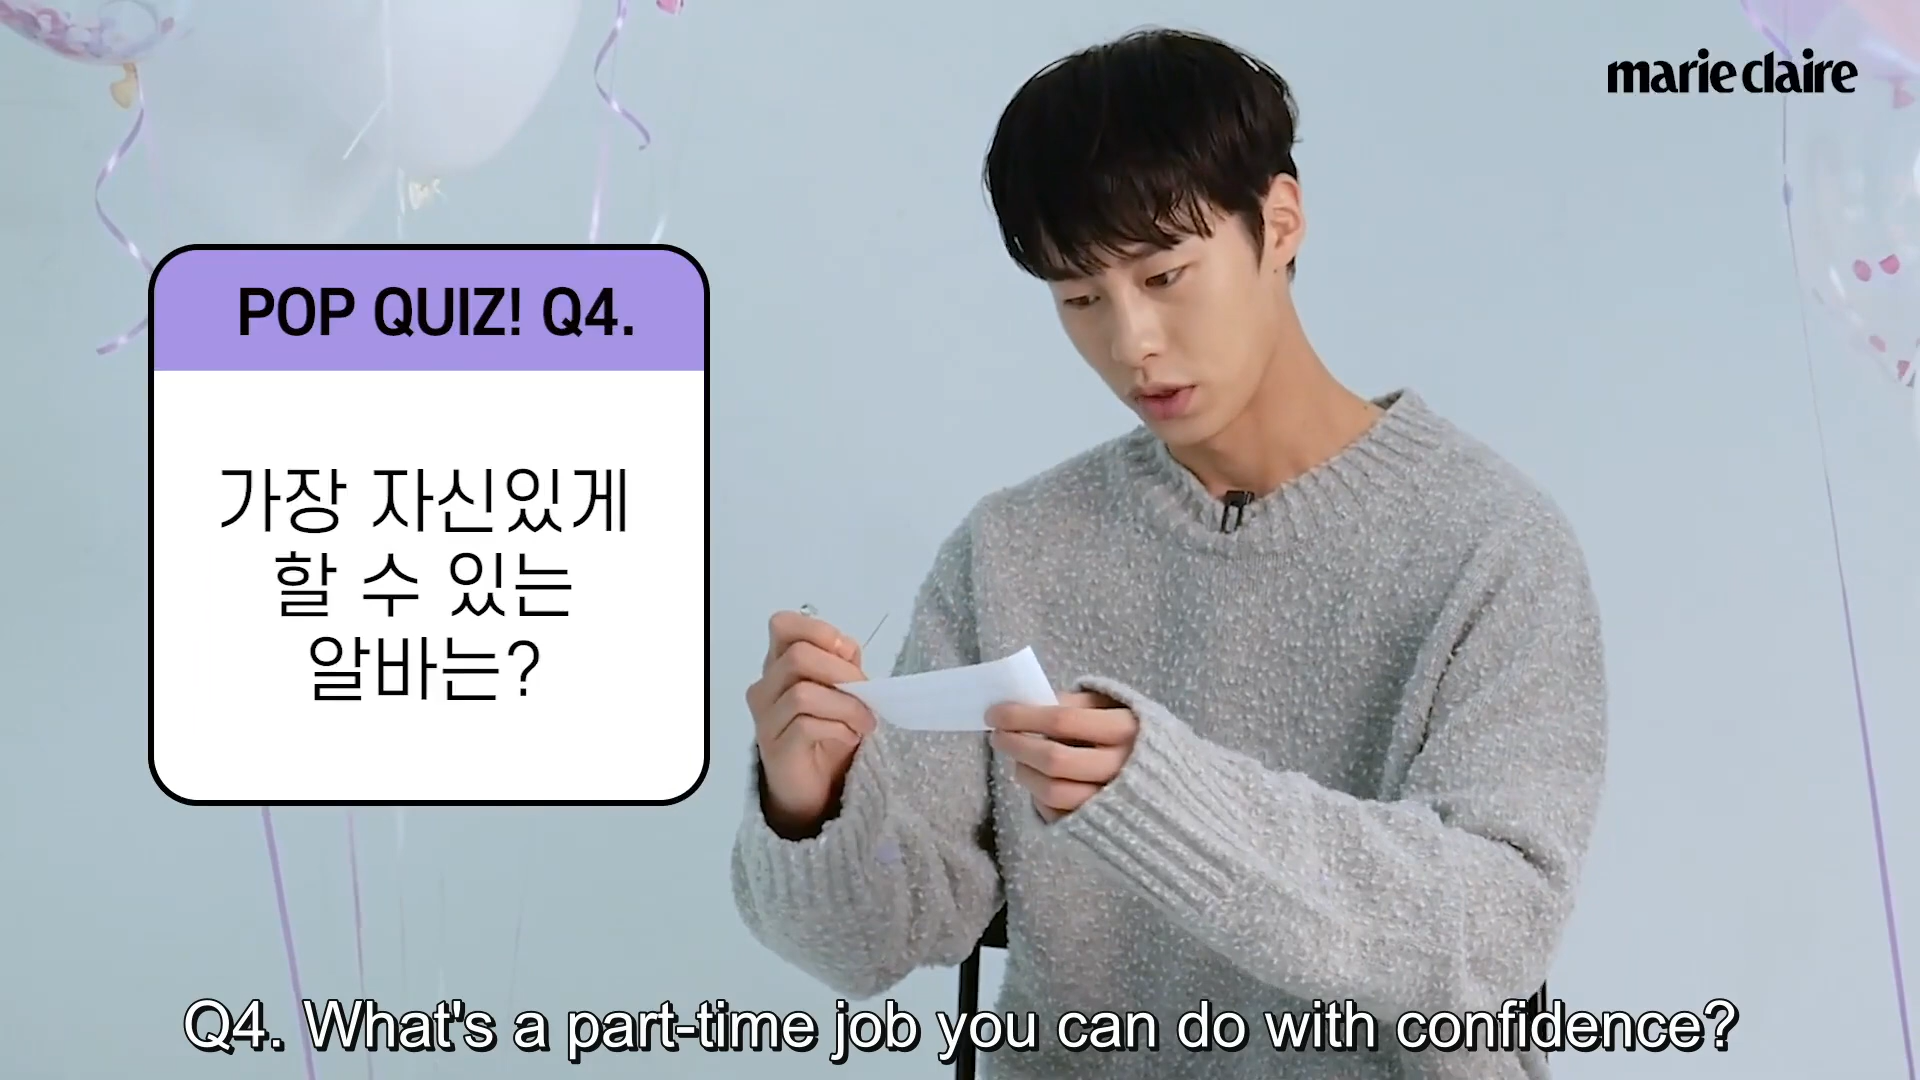 marie claire
POP QUIZ! Q4.
가장 자신있게
할 수 있는
알바는?
Q4. What's a part-time job you can do with confidence?